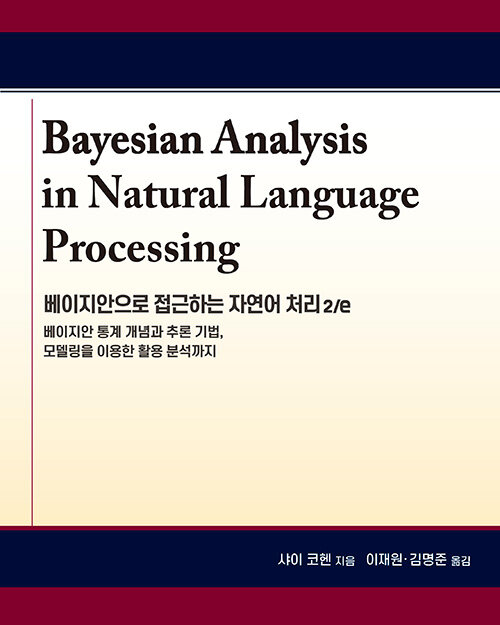 Bayesian Analysis
in Natural Language
Processing
베이지안으로 접근하는 자연어 처리 2/e
베이지안 통계 개념과 추론 기법,
모델링을 이용한 활용 분석까지
샤이 코헨 지음 이재원·김명준 옮김